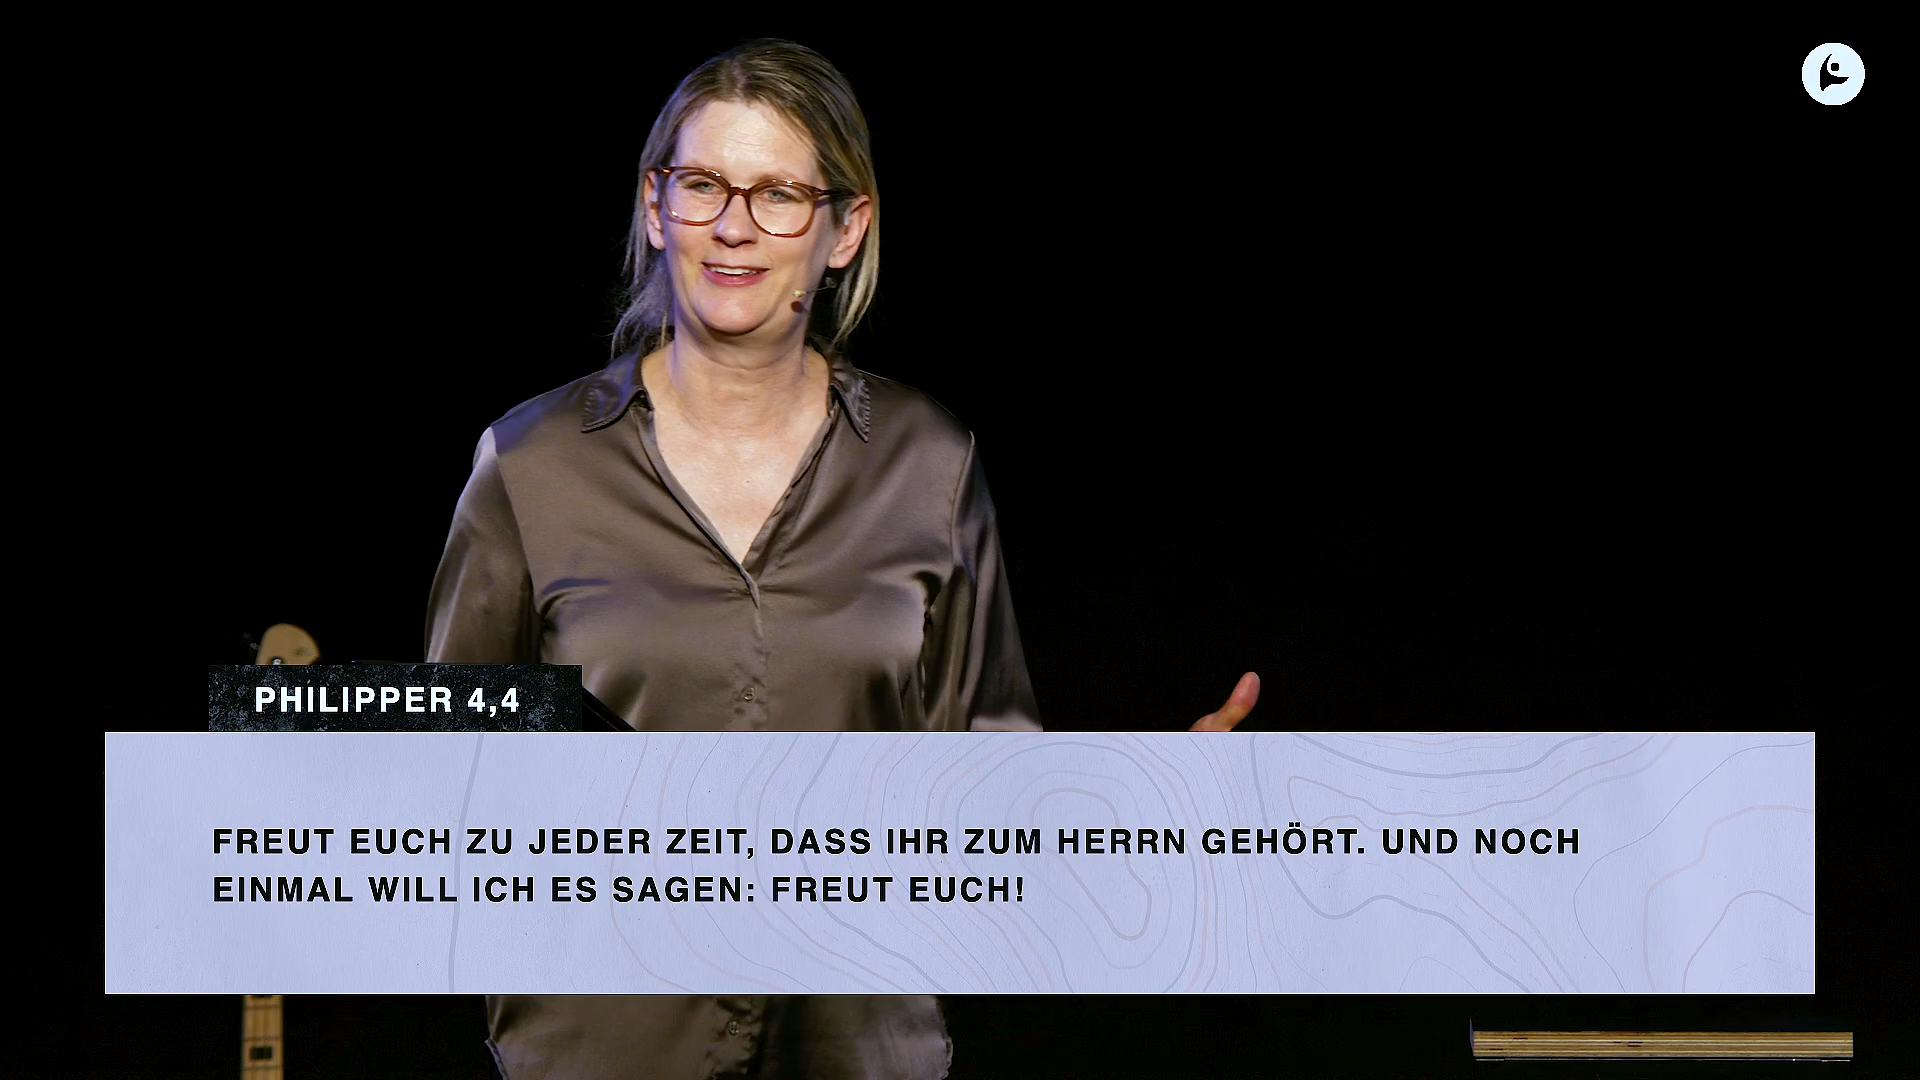 PHILIPPER 4,4
FREUT EUCH ZU JEDER ZEIT, DASS IHR ZUM HERRN GEHÖRT. UND NOCH
EINMAL WILL ICH ES SAGEN: FREUT EUCH!